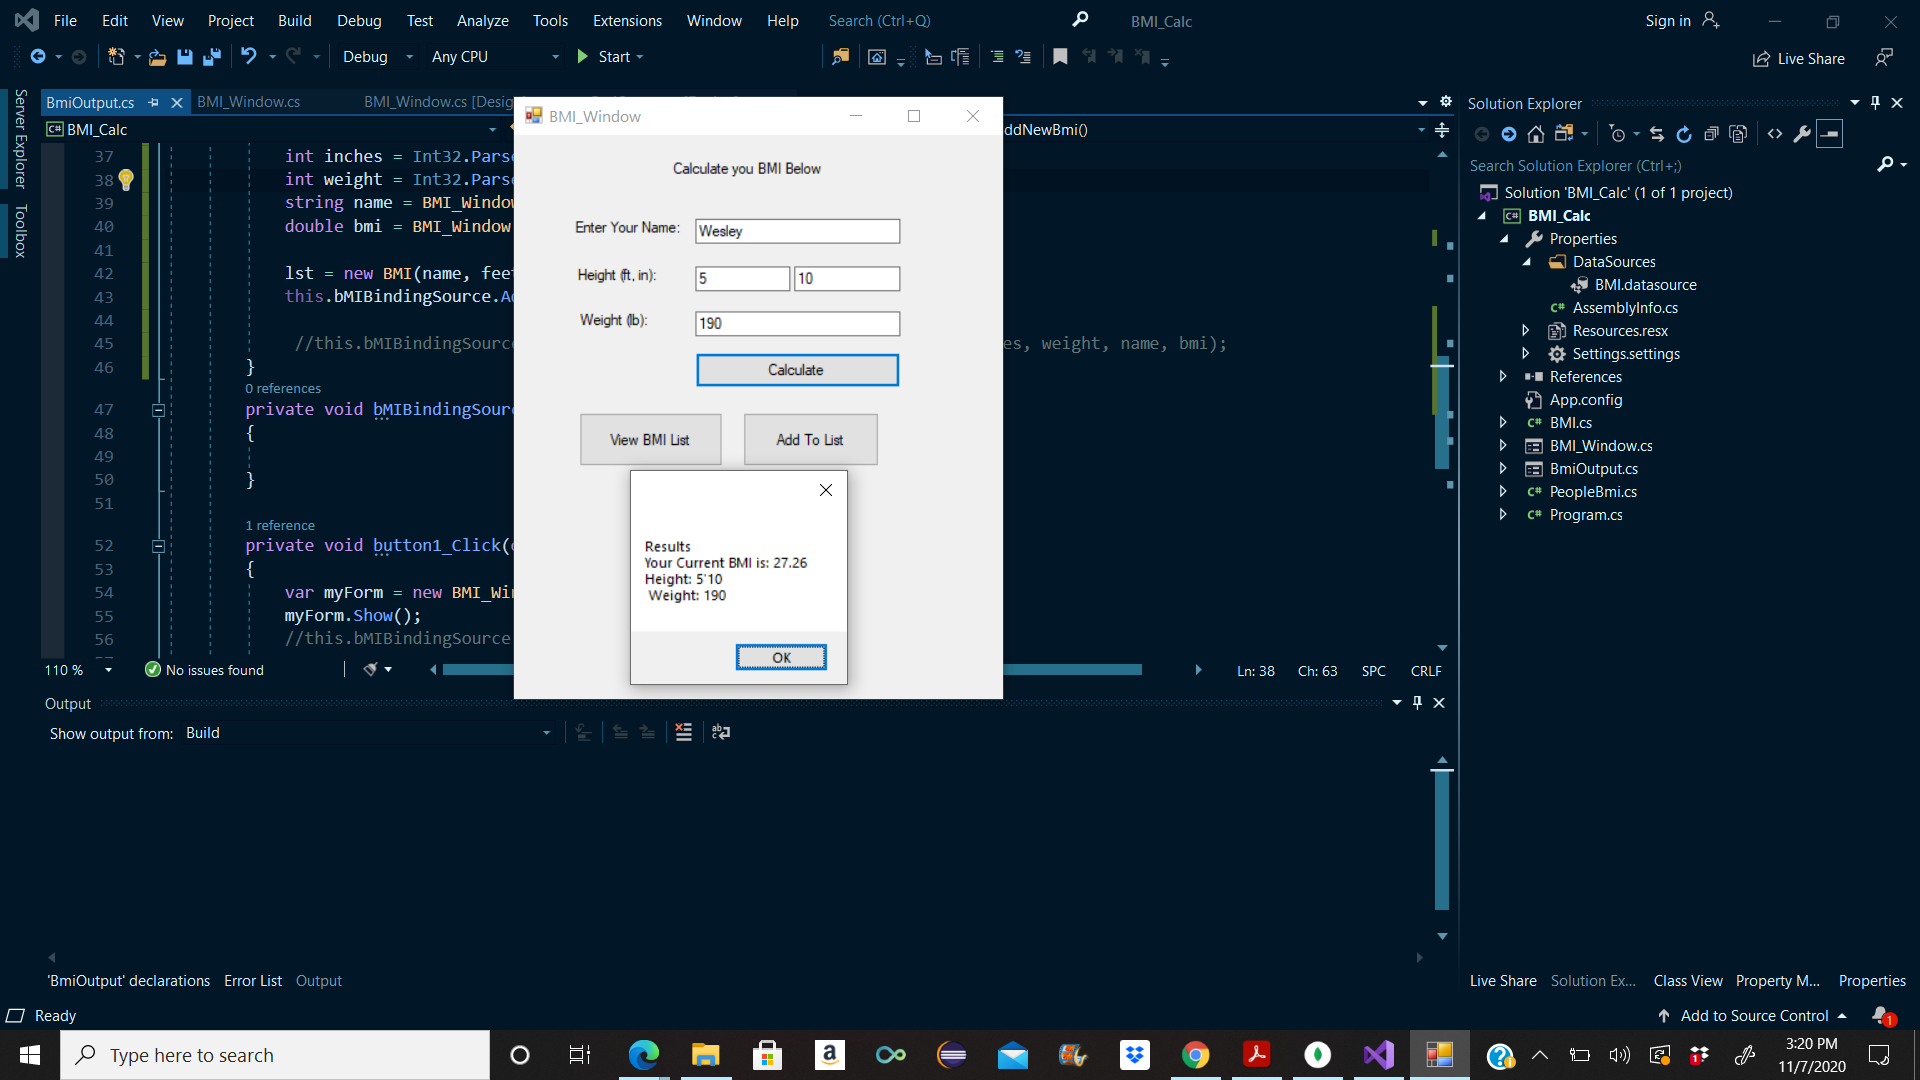 File Edit View Project Build Debug Test Analyze Tools Extensions Window Help Search (Ctrl+Q) BMI_Calc Sign in
Debug Any CPU Start Live Share
Server Explorer
Toolbox
BmiOutput.cs BMI_Window.cs BMI_Window.cs [Desig
BMI_Calc ddNewBmi()
37 int inches = Int32.Pars
38 int weight = Int32.Pars
39 string name = BMI_Windo
40 double bmi = BMI_Window
41
42 lst = new BMI(name, fee
43 this.bMIBindingSource.A
44
45 //this.bMIBindingSourc es, weight, name, bmi);
46 }
0 references
47 private void bMIBindingSour
48 {
49
50 }
51
1 reference
52 private void button1_Click(
53 {
54 var myForm = new BMI_Wi
55 myForm.Show();
56 //this.bMIBindingSource
110 % No issues found Ln: 38 Ch: 63 SPC CRLF
BMI_Window
Calculate you BMI Below
Enter Your Name: Wesley
Height (ft, in): 5 10
Weight (lb): 190
Calculate
View BMI List Add To List
Results
Your Current BMI is: 27.26
Height: 5'10
Weight: 190
OK
Output
Show output from: Build
'BmiOutput' declarations Error List Output
Solution Explorer
Search Solution Explorer (Ctrl+;)
Solution 'BMI_Calc' (1 of 1 project)
C# BMI_Calc
Properties
DataSources
BMI.datasource
C# AssemblyInfo.cs
Resources.resx
Settings.settings
References
App.config
C# BMI.cs
BMI_Window.cs
BmiOutput.cs
C# PeopleBmi.cs
C# Program.cs
Live Share Solution Ex... Class View Property M... Properties
Ready Add to Source Control 1
Type here to search
3:20 PM
11/7/2020